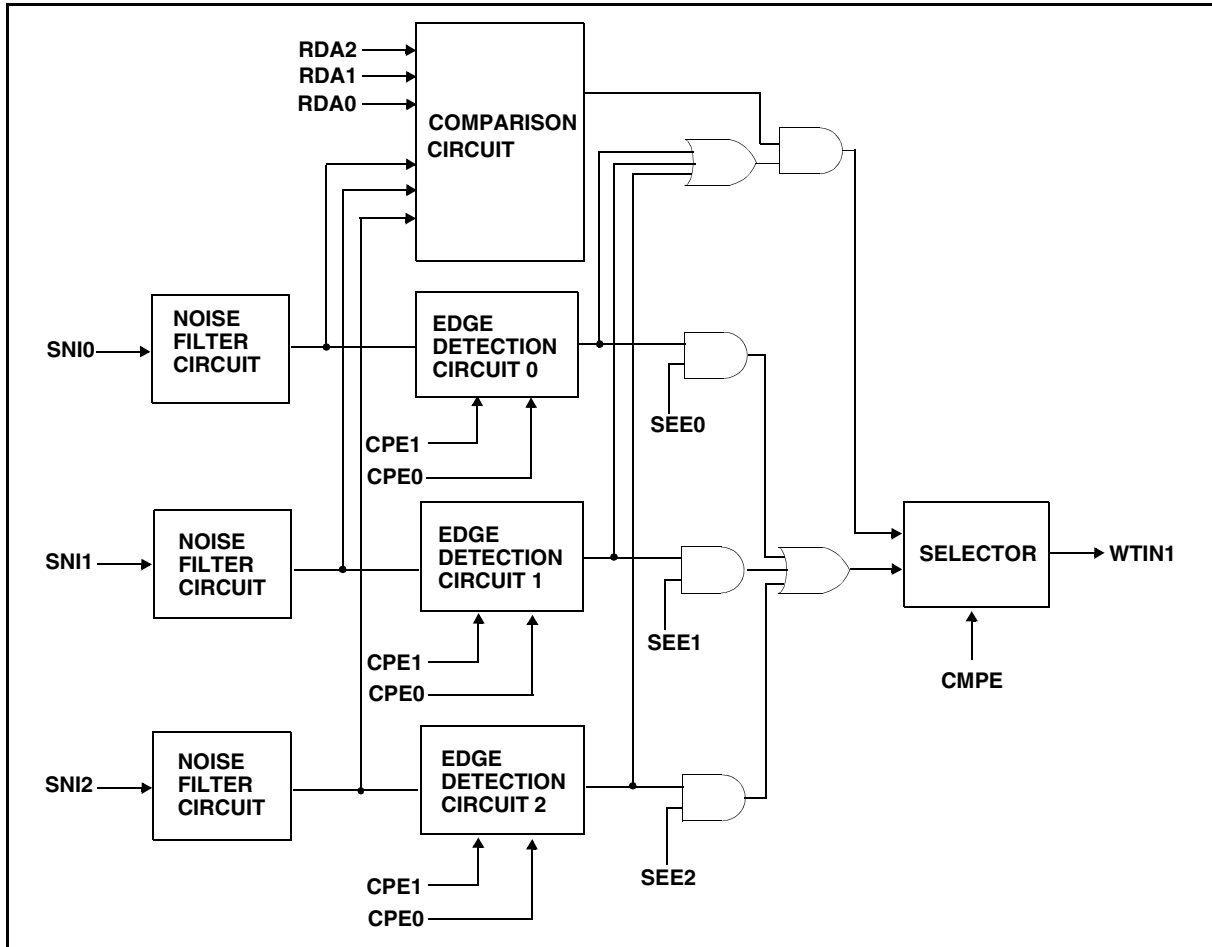 RDA2
RDA1
RDA0
COMPARISON
CIRCUIT
SNI0
NOISE
FILTER
CIRCUIT
EDGE
DETECTION
CIRCUIT 0
CPE1
CPE0
SEE0
SNI1
NOISE
FILTER
CIRCUIT
EDGE
DETECTION
CIRCUIT 1
CPE1
CPE0
SEE1
SELECTOR
WTIN1
CMPE
SNI2
NOISE
FILTER
CIRCUIT
EDGE
DETECTION
CIRCUIT 2
CPE1
CPE0
SEE2